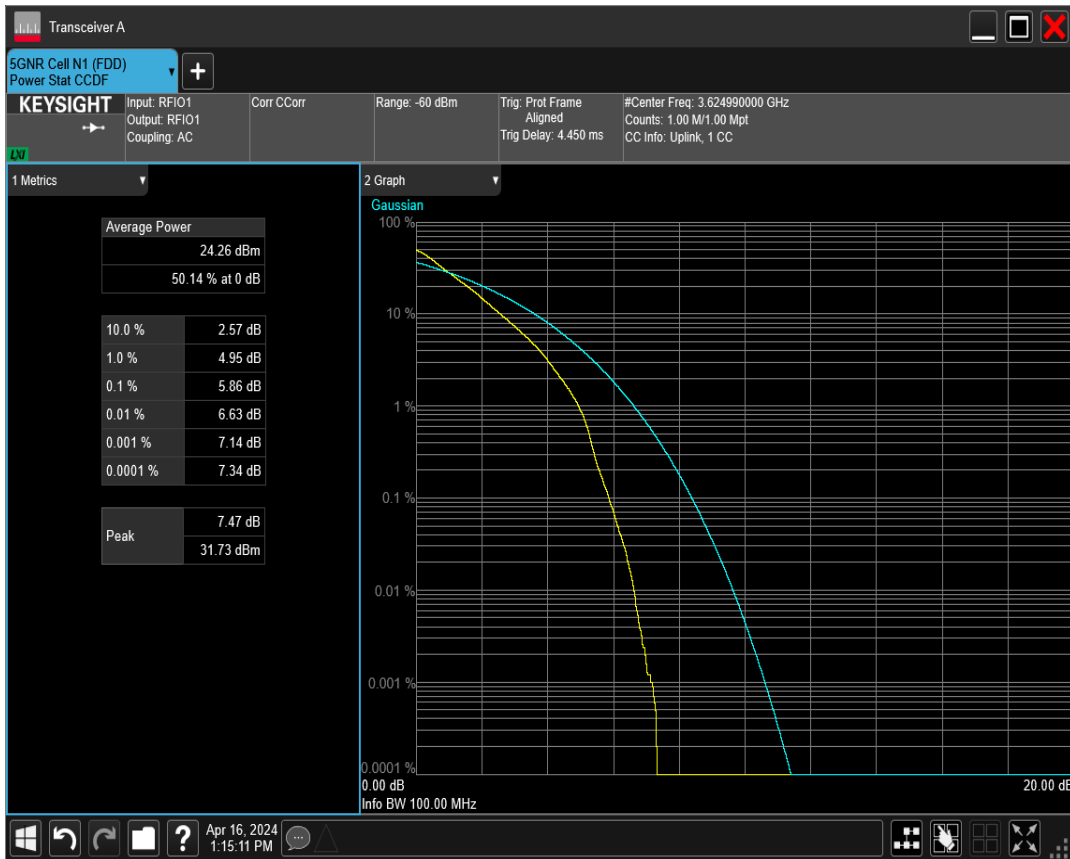 Transceiver A
5GNR Cell N1 (FDD)
Power Stat CCDF
KEYSIGHT
LXI
Input: RFIO1
Output: RFIO1
Coupling: AC
Corr CCorr
Range: -60 dBm
Trig: Prot Frame
Aligned
Trig Delay: 4.450 ms
#Center Freq: 3.624990000 GHz
Counts: 1.00 M/1.00 Mpt
CC Info: Uplink, 1 CC
1 Metrics
Average Power
24.26 dBm
50.14 % at 0 dB
10.0 % 2.57 dB
1.0 % 4.95 dB
0.1 % 5.86 dB
0.01 % 6.63 dB
0.001 % 7.14 dB
0.0001 % 7.34 dB
Peak
7.47 dB
31.73 dBm
2 Graph
Gaussian
100 %
10 %
1 %
0.1 %
0.01 %
0.001 %
0.0001 %
0.00 dB 20.00 dB
Info BW 100.00 MHz
?
Apr 16, 2024
1:15:11 PM